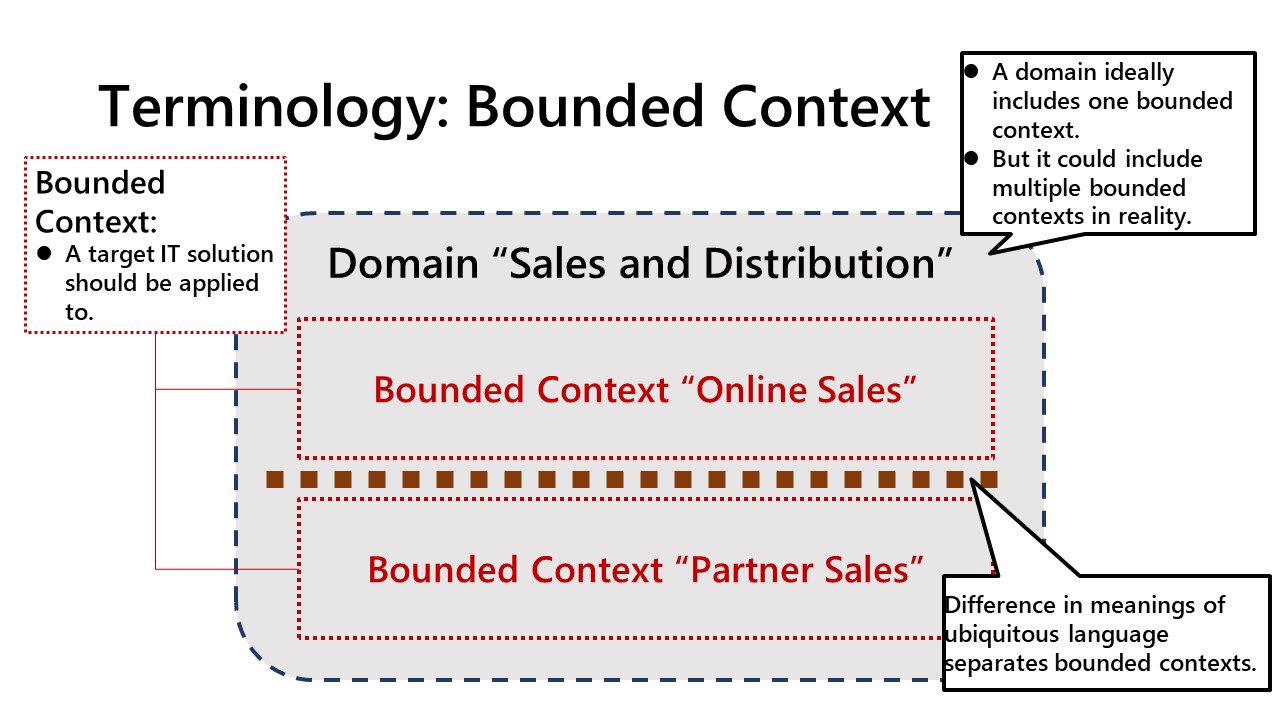 Terminology: Bounded Context
● A domain ideally
includes one bounded
context.
● But it could include
multiple bounded
contexts in reality.
Bounded
Context:
● A target IT solution
should be applied
to.
Domain “Sales and Distribution”
Bounded Context “Online Sales”
Bounded Context “Partner Sales”
Difference in meanings of
ubiquitous language
separates bounded contexts.